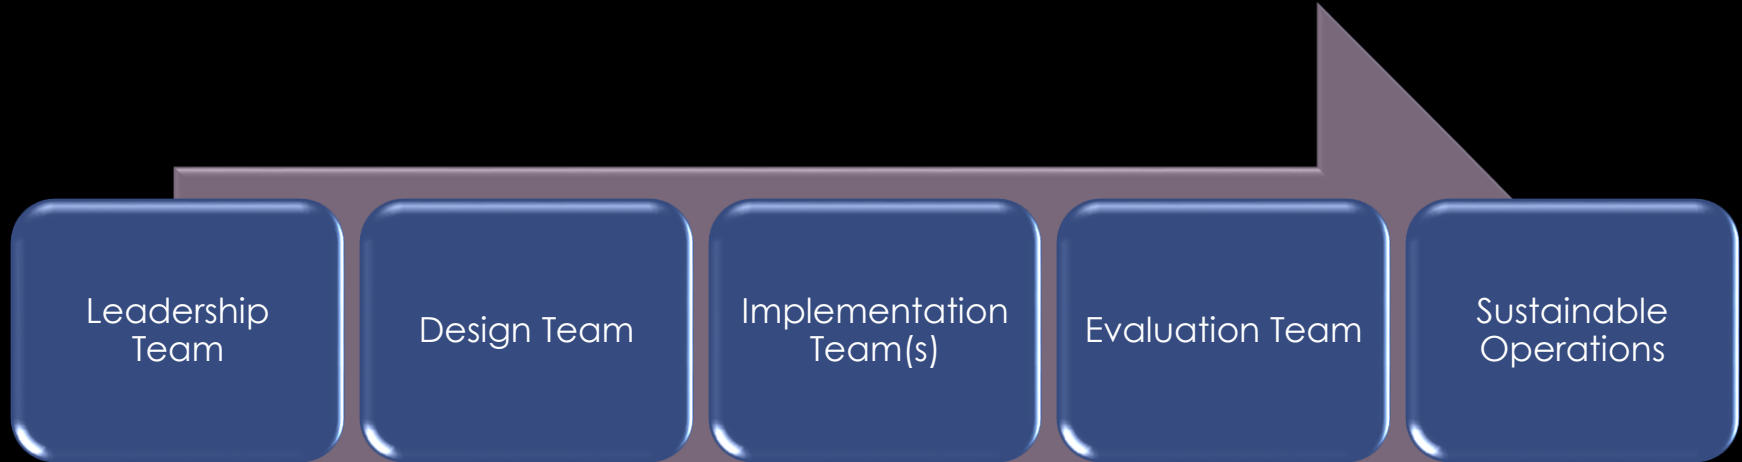 Leadership
Team
Design Team
Implementation
Team(s)
Evaluation Team
Sustainable
Operations